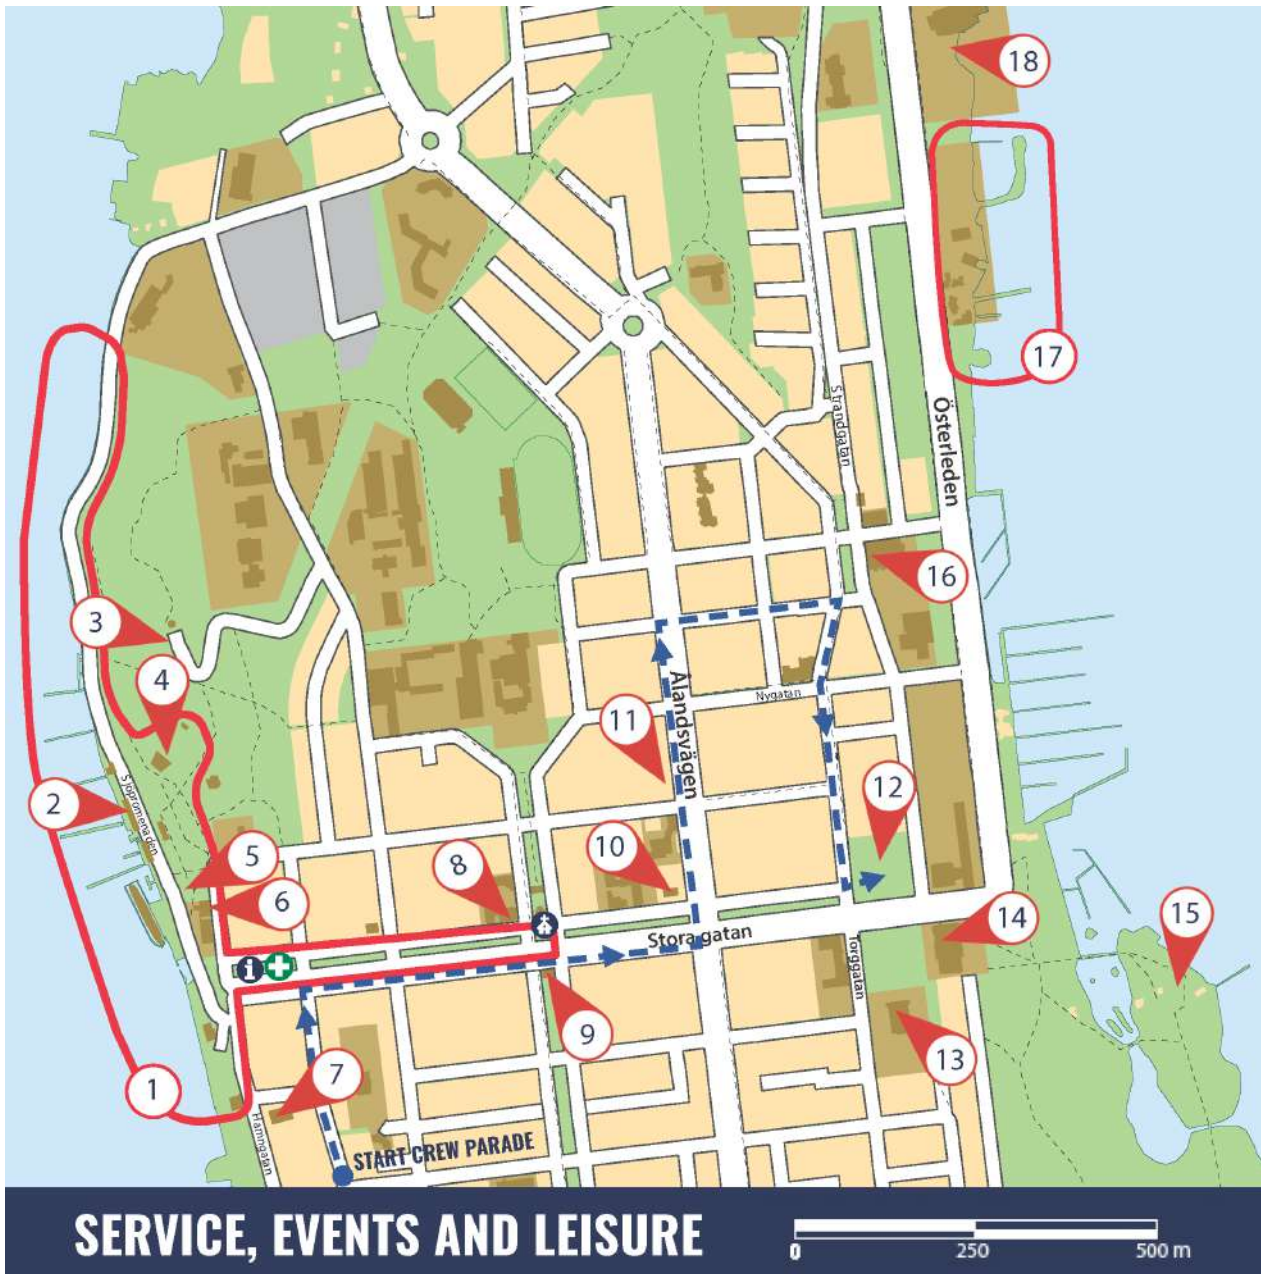 18
17
Strandgatan
Österleden
16
3
4
Ålandsvägen
Nygatan
11
2
Sjöpromenaden
12
5
10
8
6
15
14
Stora gatan
Torggatan
i
9
13
7
1
Hamngatan
START CREW PARADE
SERVICE, EVENTS AND LEISURE
0 250 500 m